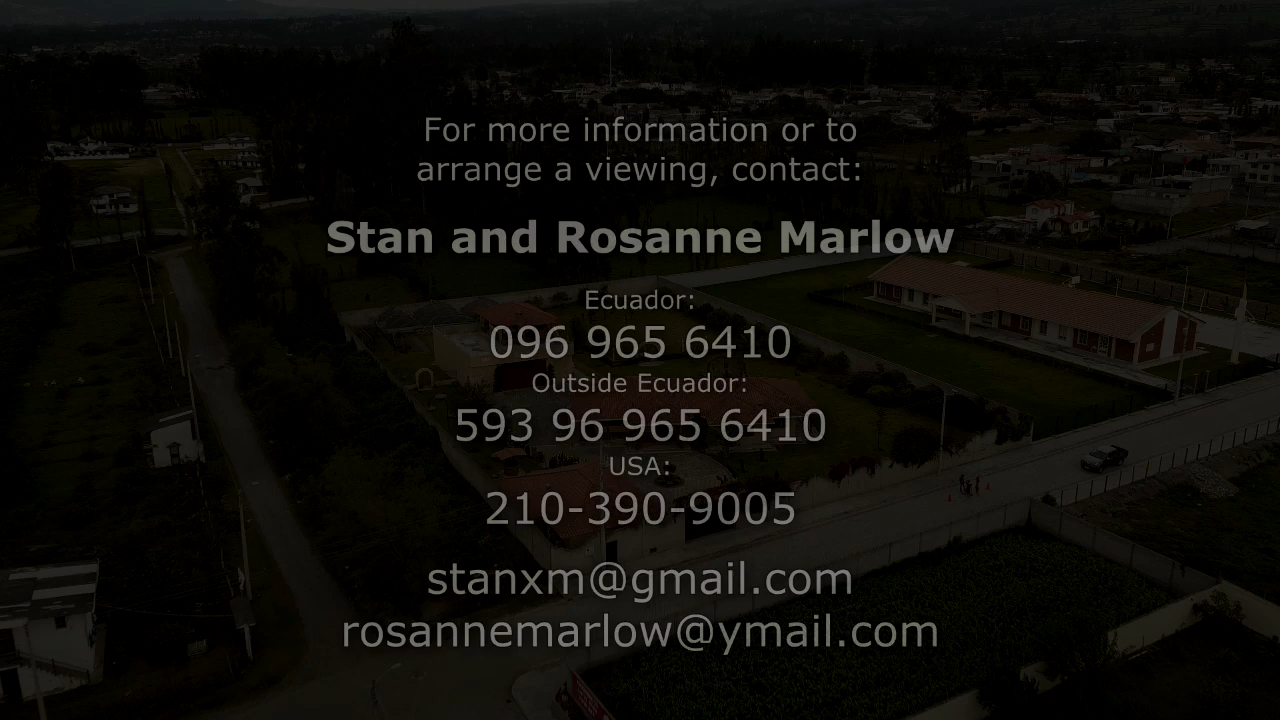 For more information or to
arrange a viewing, contact:
Stan and Rosanne Marlow
Ecuador:
096 965 6410
Outside Ecuador:
593 96 965 6410
USA:
210-390-9005
stanxm@gmail.com
rosannemarlow@ymail.com